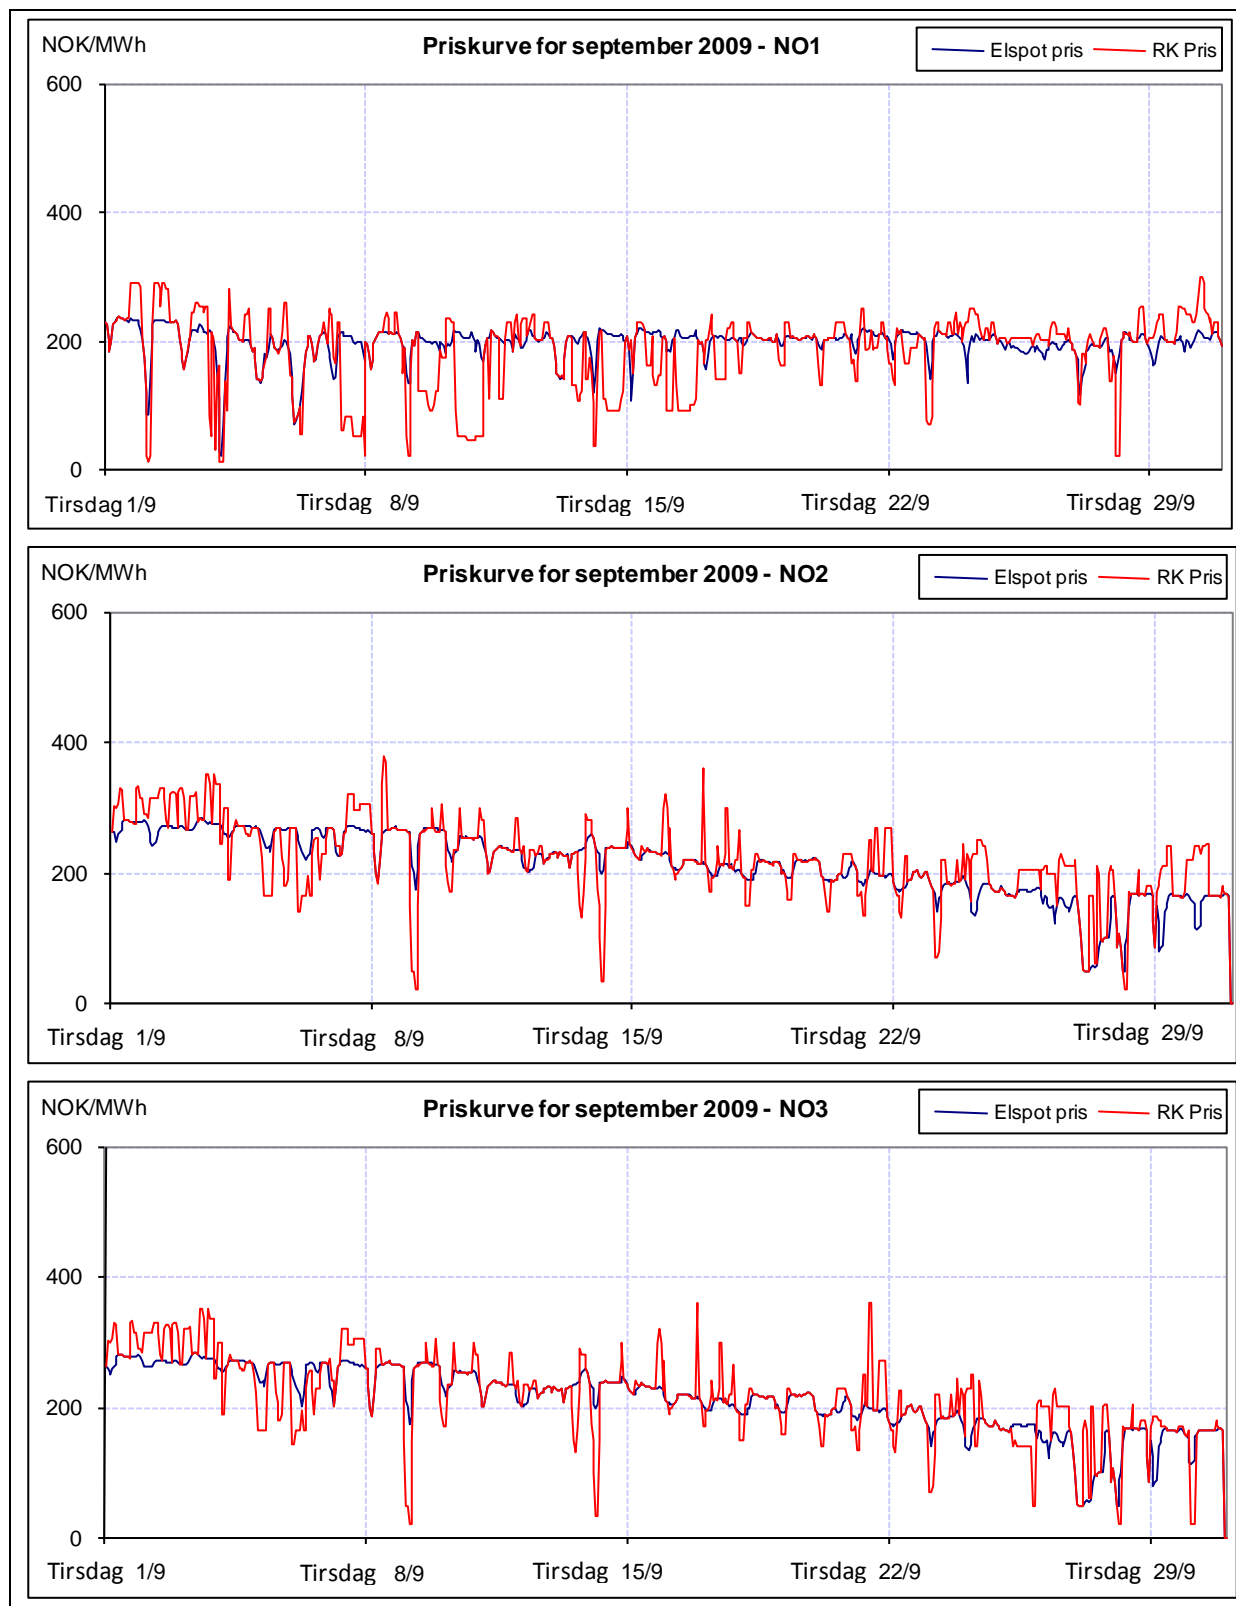 NOK/MWh
Priskurve for september 2009 - NO1
Elspot pris
RK Pris
600
400
200
0
Tirsdag 1/9
Tirsdag 8/9
Tirsdag 15/9
Tirsdag 22/9
Tirsdag 29/9
NOK/MWh
Priskurve for september 2009 - NO2
Elspot pris
RK Pris
600
400
200
0
Tirsdag 1/9
Tirsdag 8/9
Tirsdag 15/9
Tirsdag 22/9
Tirsdag 29/9
NOK/MWh
Priskurve for september 2009 - NO3
Elspot pris
RK Pris
600
400
200
0
Tirsdag 1/9
Tirsdag 8/9
Tirsdag 15/9
Tirsdag 22/9
Tirsdag 29/9